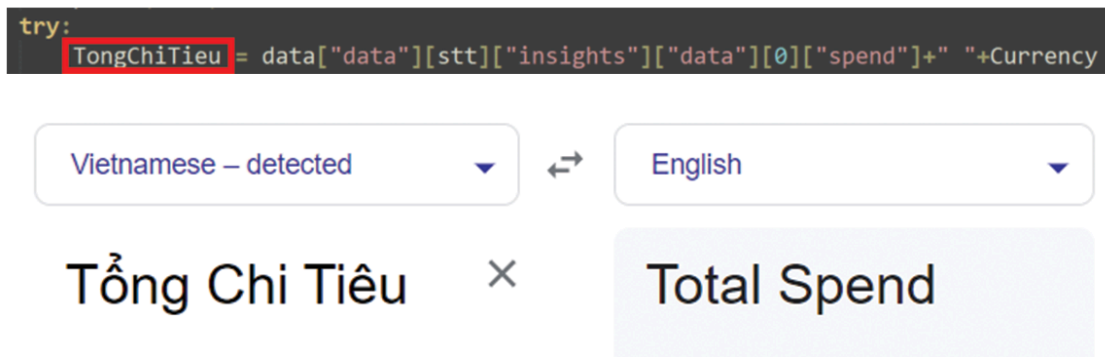 try:
TongChiTieu = data["data"][stt]["insights"]["data"][0]["spend"]+" "+Currency
Vietnamese – detected
English
Tổng Chi Tiêu
Total Spend